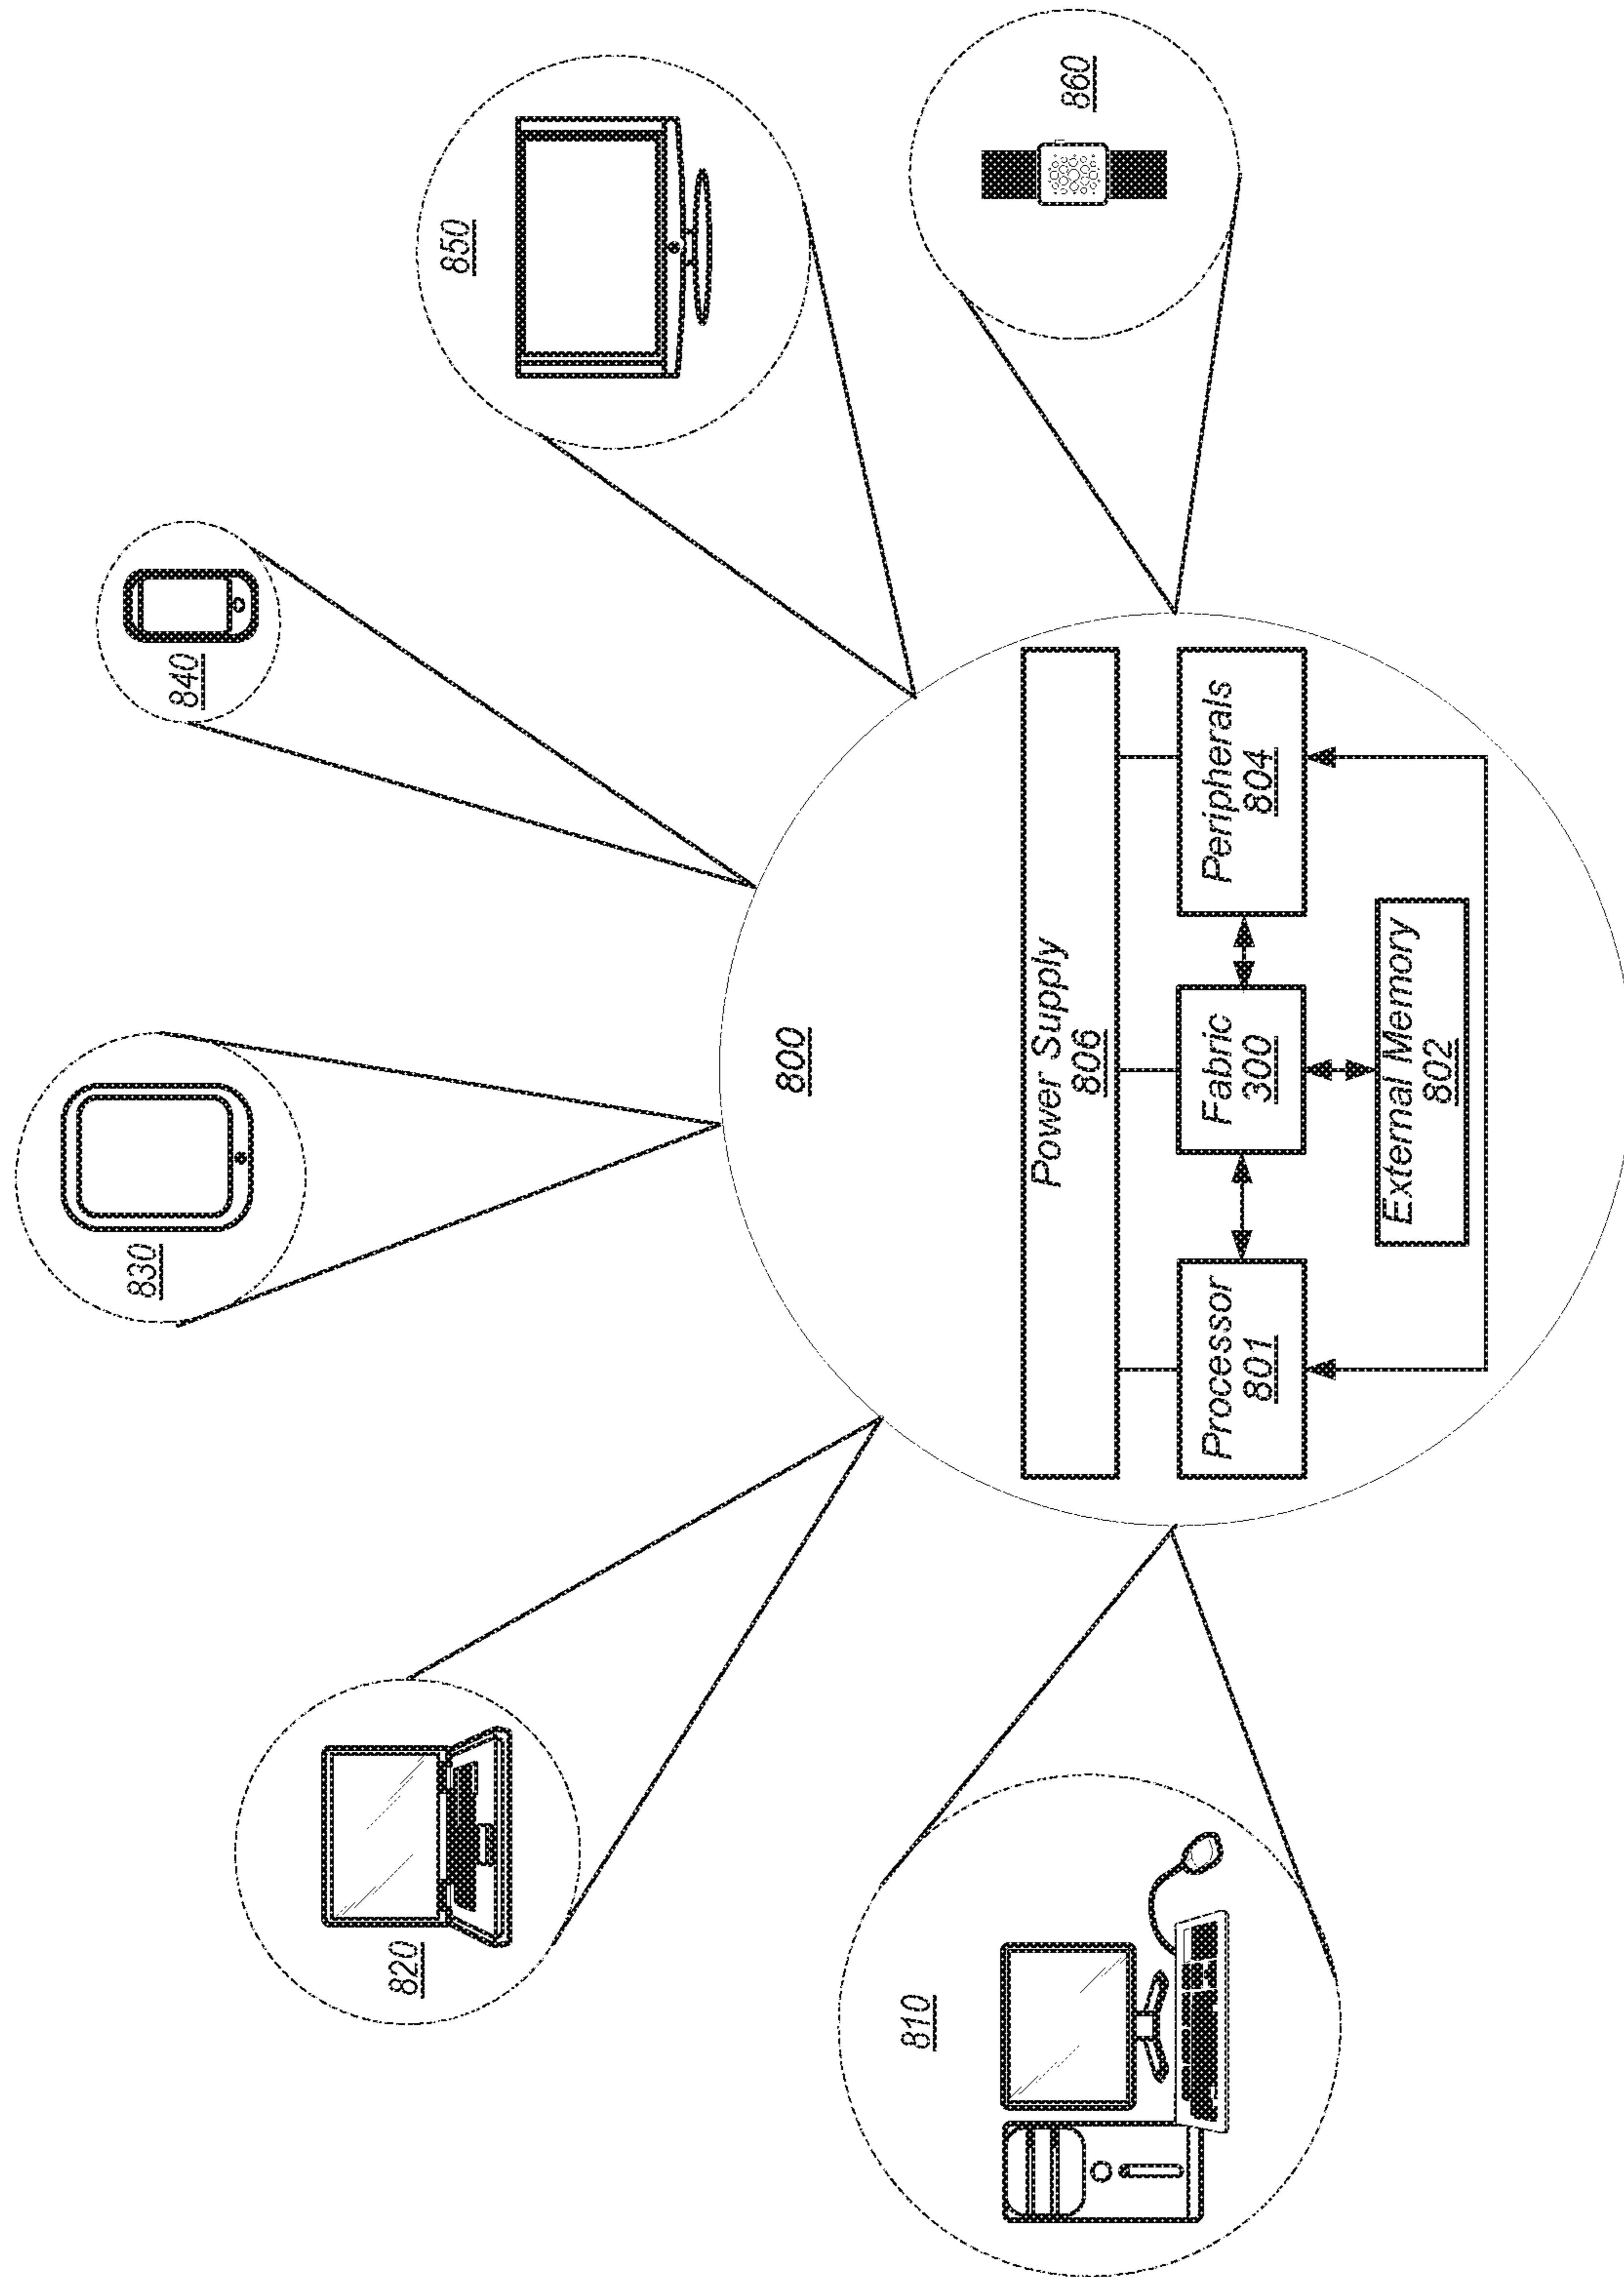 840
850
830
820
860
800
810
Power Supply
806
Processor
801
Fabric
300
Peripherals
804
External Memory
802